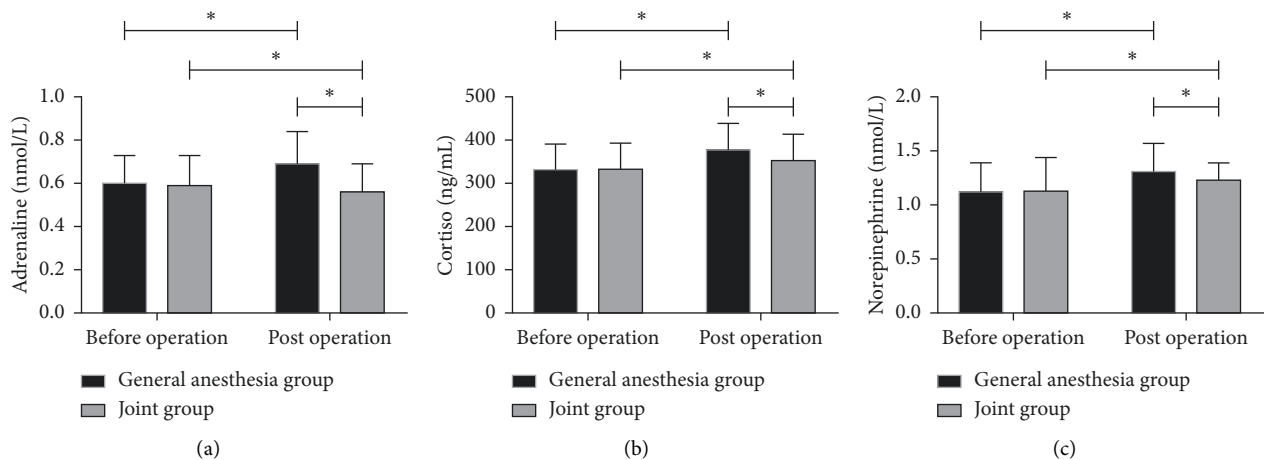 *
*
*
Adrenaline (nmol/L)
1.0
0.8
0.6
0.4
0.2
0.0
Before operation
Post operation
General anesthesia group
Joint group
(a)
*
*
*
Cortiso (ng/mL)
500
400
300
200
100
0
Before operation
Post operation
General anesthesia group
Joint group
(b)
*
*
*
Norepinephrine (nmol/L)
2.0
1.5
1.0
0.5
0.0
Before operation
Post operation
General anesthesia group
Joint group
(c)